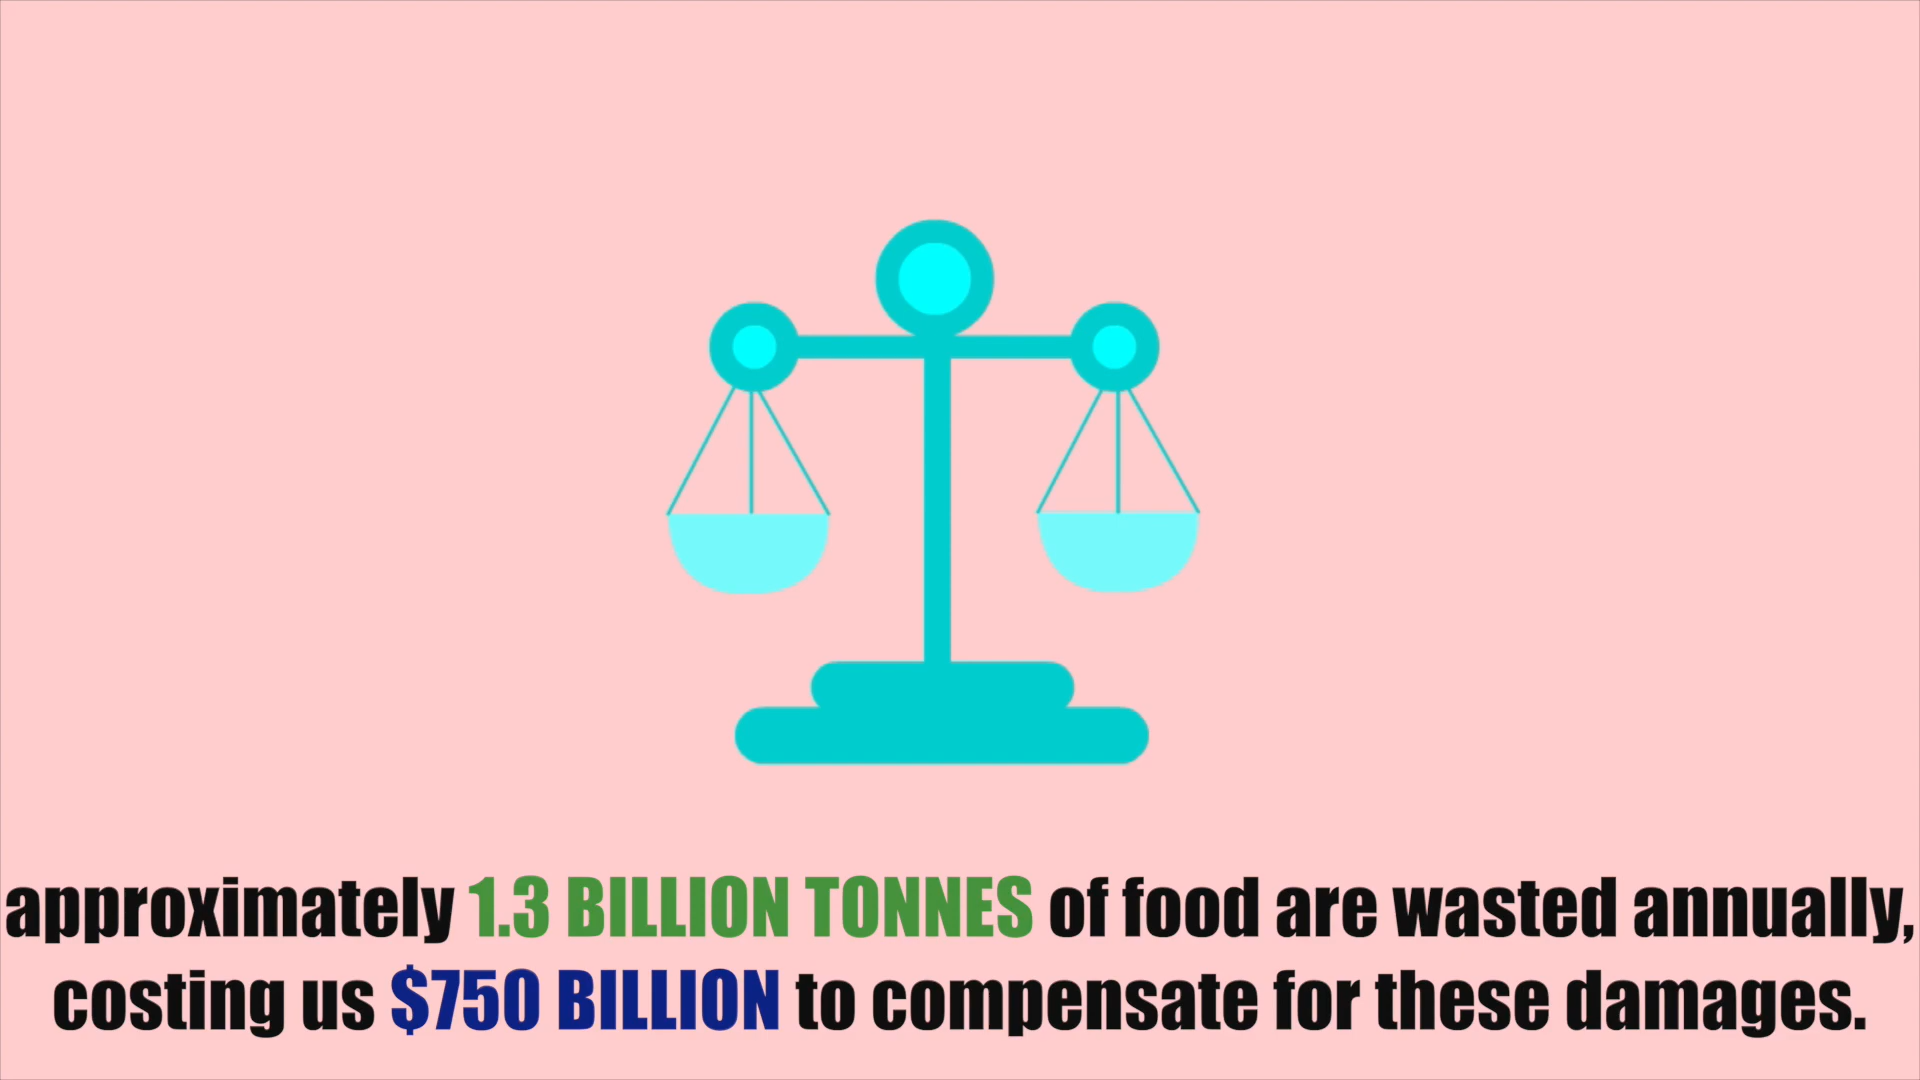 approximately 1.3 BILLION TONNES of food are wasted annually,
costing us $750 BILLION to compensate for these damages.